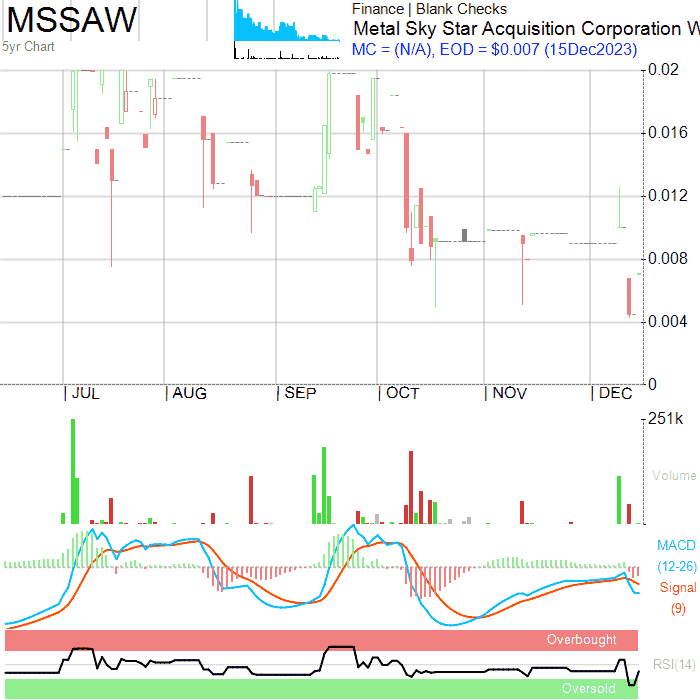 MSSAW
5yr Chart
Finance | Blank Checks
Metal Sky Star Acquisition Corporation W
MC = (N/A), EOD = $0.007 (15Dec2023)
0.02
0.016
0.012
0.008
0.004
0
JUL AUG SEP OCT NOV DEC
251k
Volume
MACD
(12-26)
Signal
(9)
Overbought
RSI(14)
Oversold